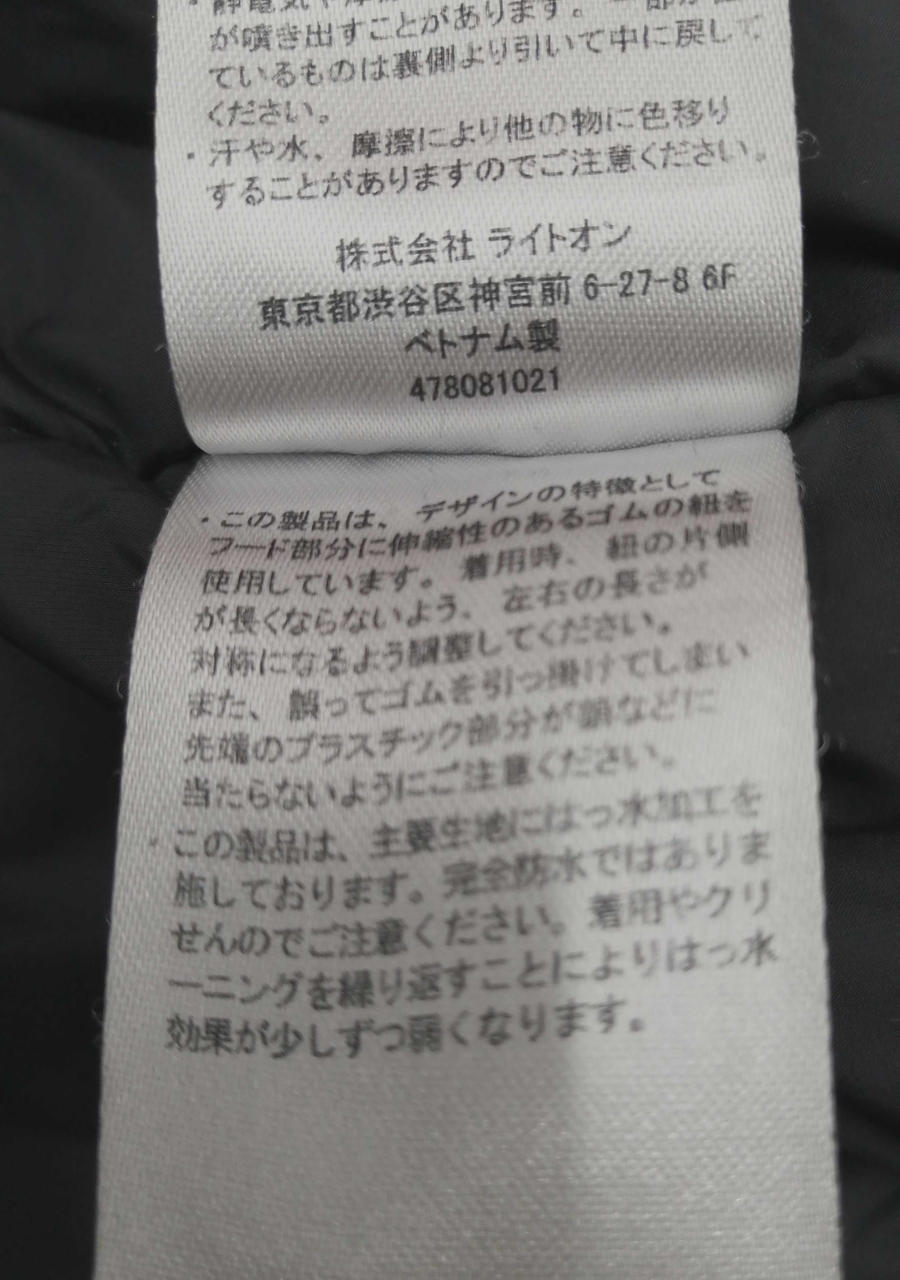 ・静電気や摩擦
が噴き出すことがあります。一部が出
ているものは裏側より引いて中に戻して
ください。
・汗や水、摩擦により他の物に色移り
することがありますのでご注意ください。
株式会社 ライトオン
東京都渋谷区神宮前 6-27-8 6F
ベトナム製
478081021
・この製品は、デザインの特徴として
フード部分に伸縮性のあるゴムの紐を
使用しています。着用時、紐の片側
が長くならないよう、左右の長さが
対称になるよう調整してください。
また、誤ってゴムを引っ掛けてしまい
先端のプラスチック部分が顔などに
当たらないようにご注意ください。
・この製品は、主要生地にはっ水加工を
施しております。完全防水ではありま
せんのでご注意ください。着用やクリ
ーニングを繰り返すことによりはっ水
効果が少しずつ弱くなります。